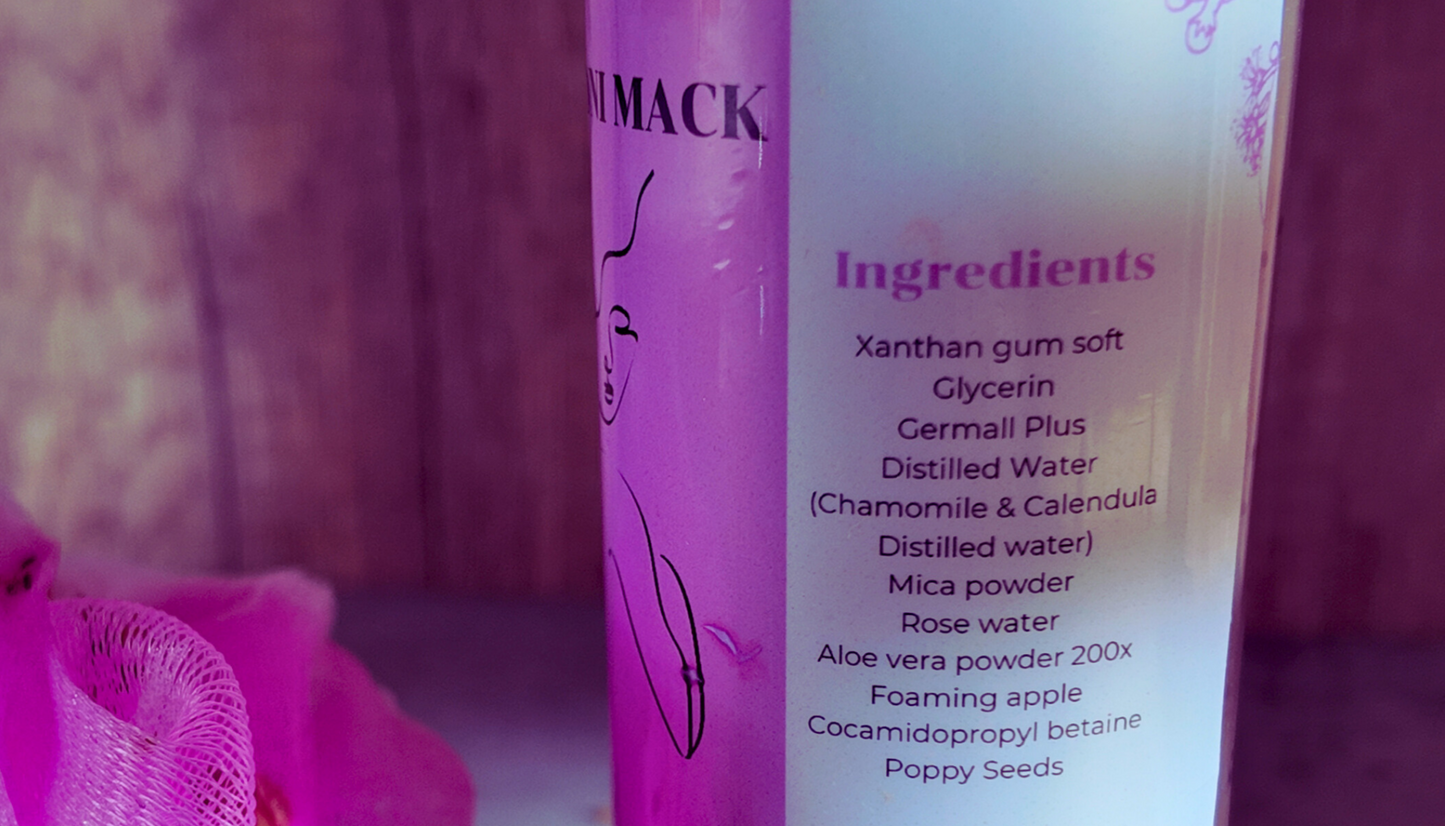 MACK
Ingredients
Xanthan gum soft
Glycerin
Germall Plus
Distilled Water
(Chamomile & Calendula
Distilled water)
Mica powder
Rose water
Aloe vera powder 200x
Foaming apple
Cocamidopropyl betaine
Poppy Seeds